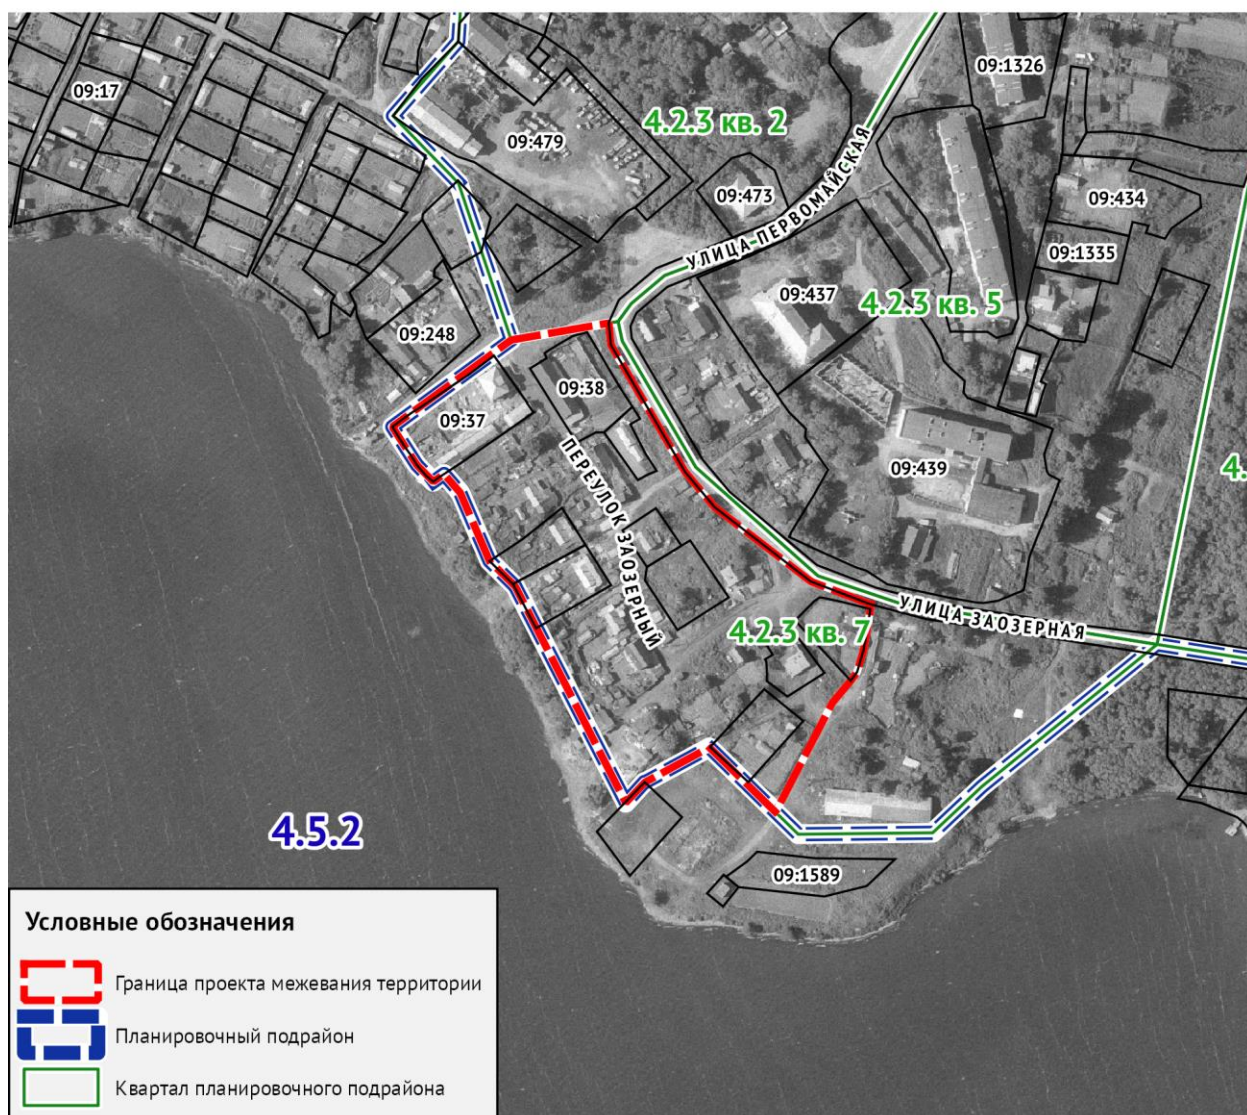 09:17
09:1326
4.2.3 кв. 2
09:479
09:473
УЛИЦА ПЕРВОМАЙСКАЯ
09:434
09:1335
09:437
4.2.3 кв. 5
09:248
09:38
09:37
ПЕРЕУЛОК ЗАОЗЕРНЫЙ
09:439
4.
УЛИЦА ЗАОЗЕРНАЯ
4.2.3 кв. 7
4.5.2
09:1589
Условные обозначения
Граница проекта межевания территории
Планировочный подрайон
Квартал планировочного подрайона